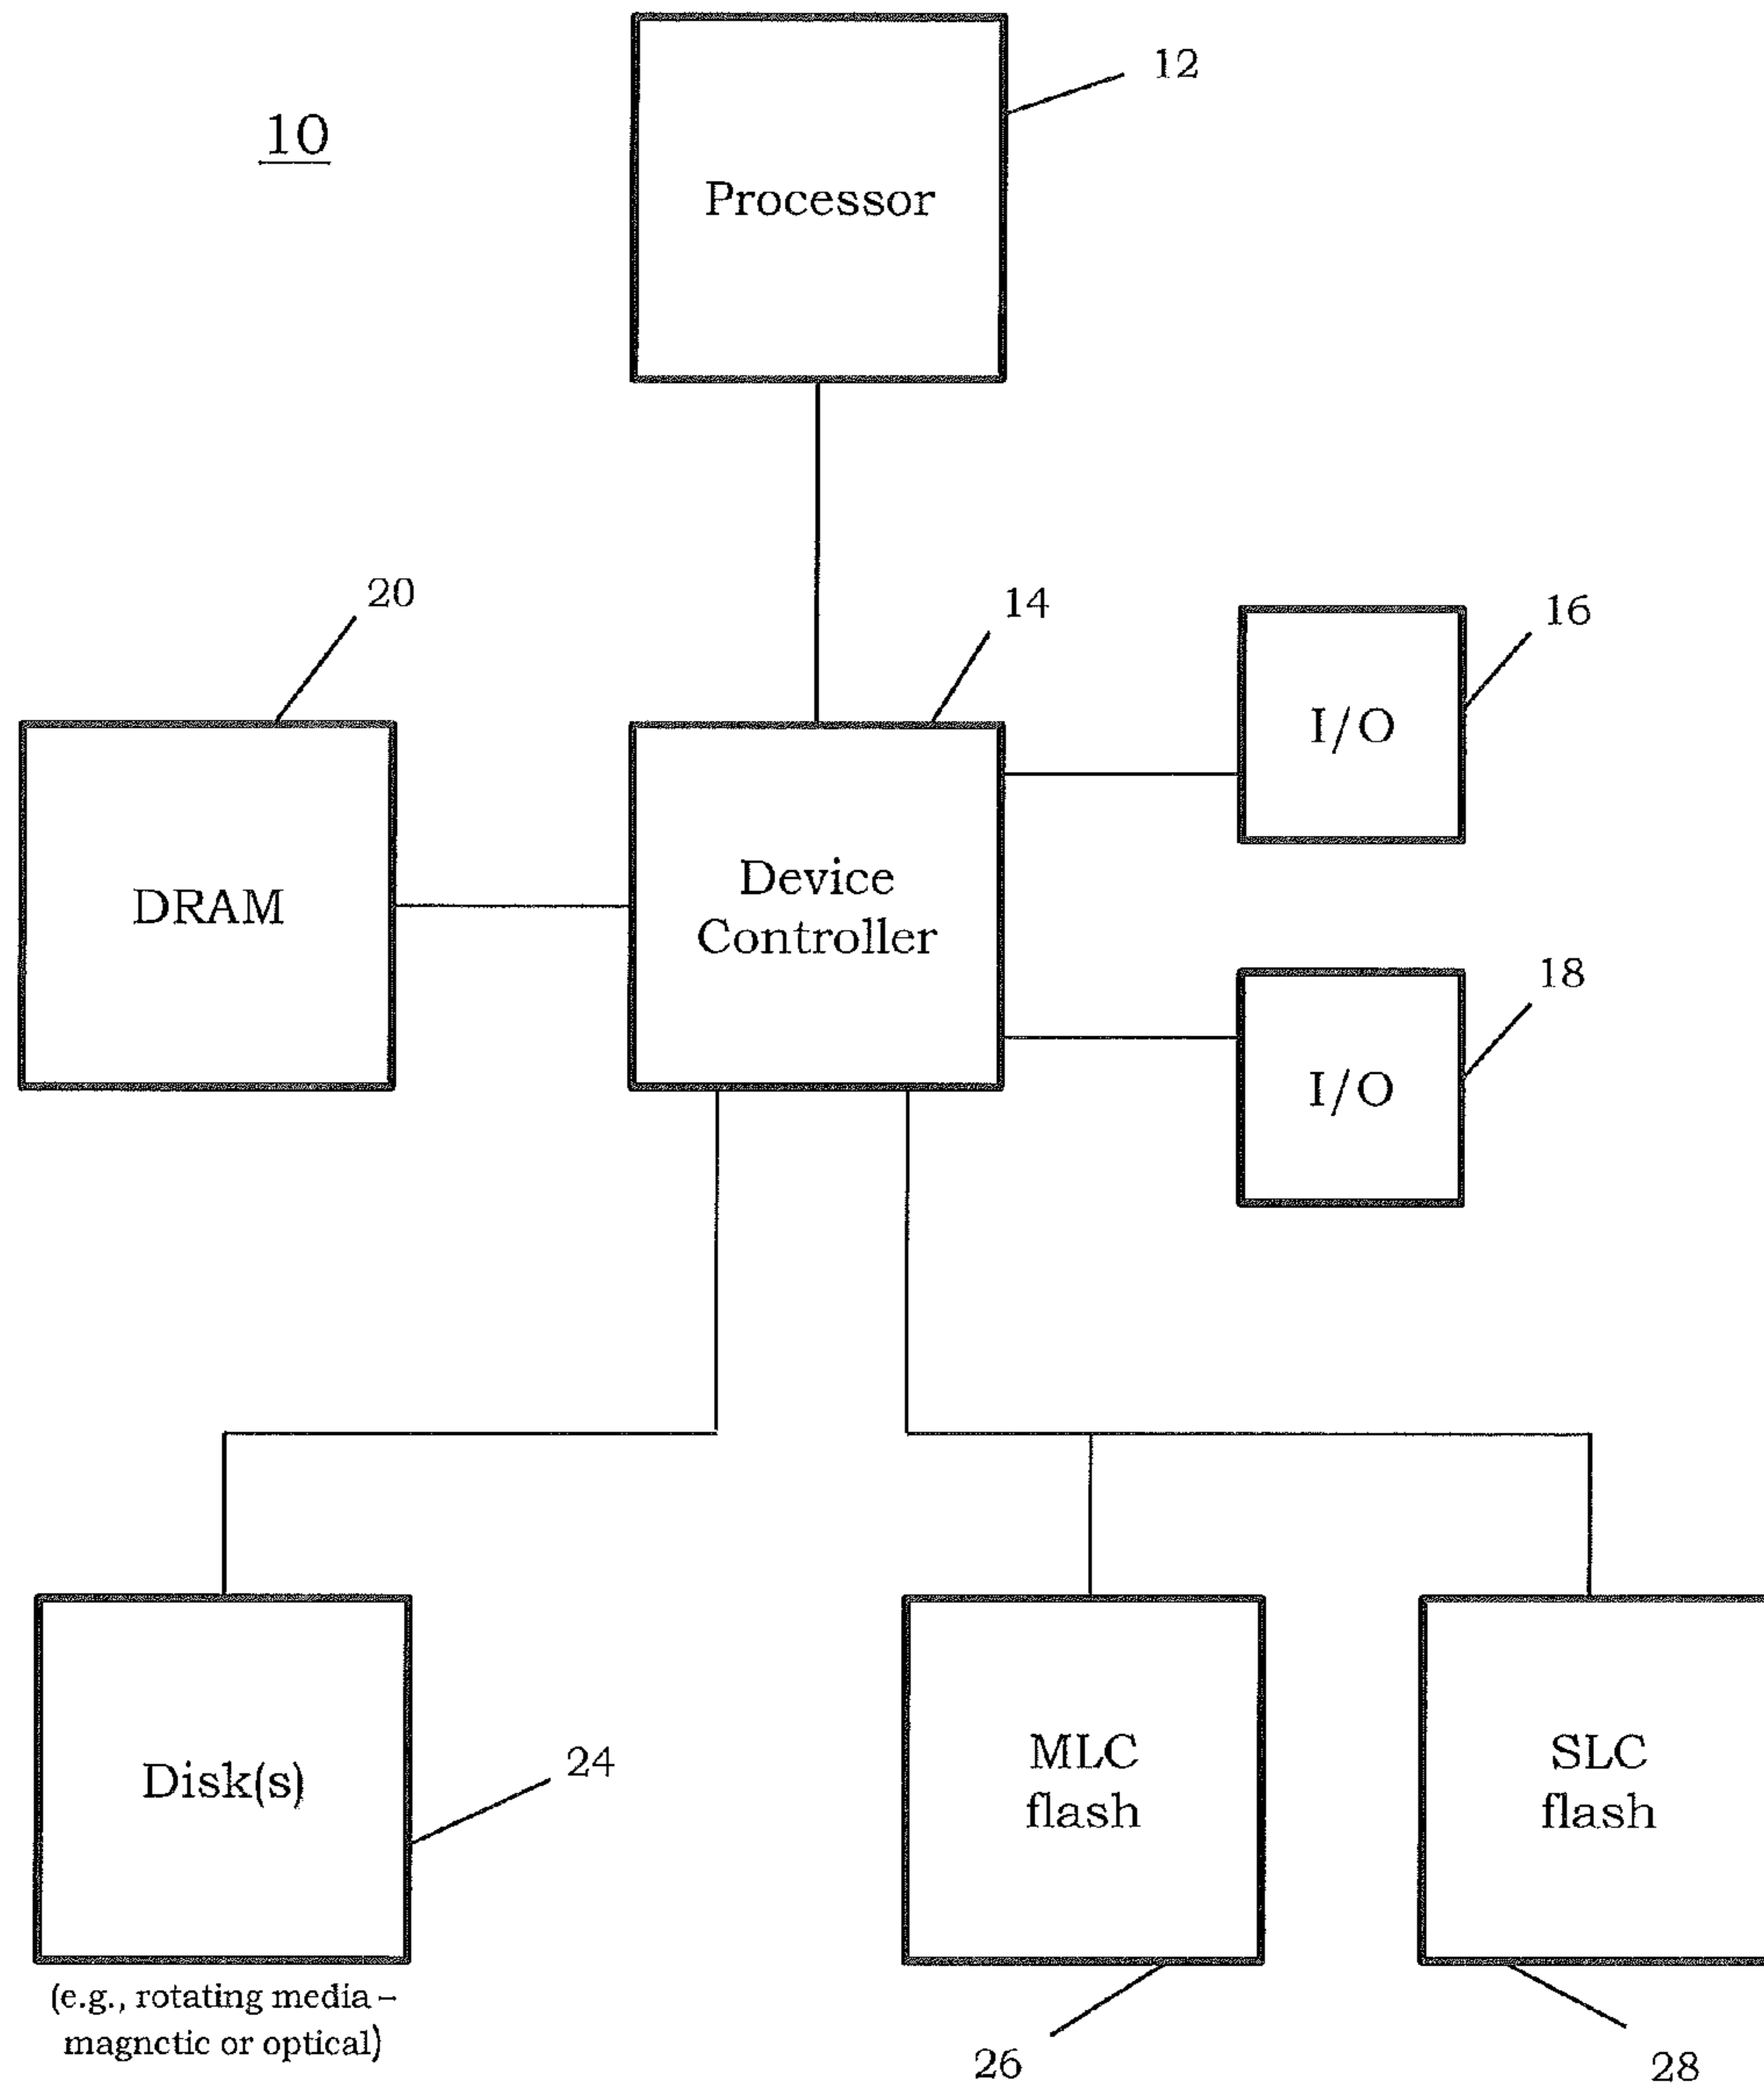 12
10
Processor
20
14
16
I/O
DRAM
Device
Controller
18
I/O
Disk(s)
24
MLC
flash
SLC
flash
(e.g., rotating media –
magnetic or optical)
26
28